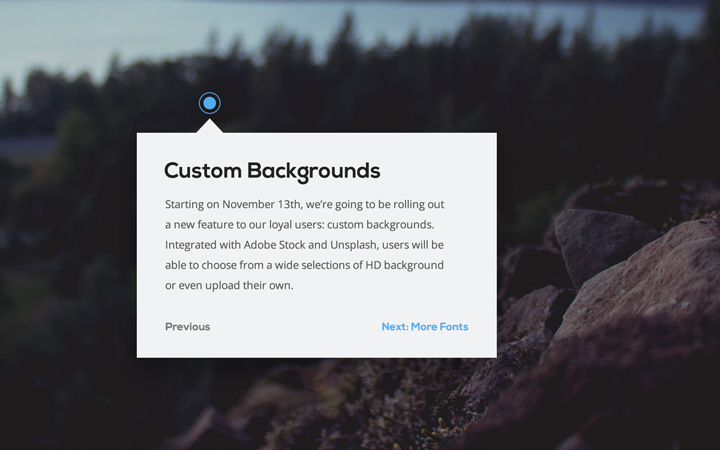 Custom Backgrounds
Starting on November 13th, we're going to be rolling out
a new feature to our loyal users: custom backgrounds.
Integrated with Adobe Stock and Unsplash, users will be
able to choose from a wide selections of HD background
or even upload their own.
Previous
Next: More Fonts